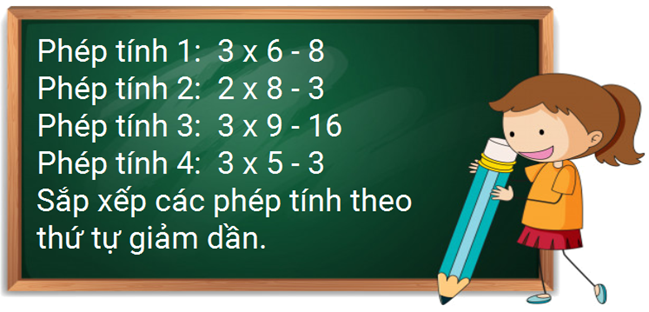 Phép tính 1: 3 x 6 - 8
Phép tính 2: 2 x 8 - 3
Phép tính 3: 3 x 9 - 16
Phép tính 4: 3 x 5 - 3
Sắp xếp các phép tính theo
thứ tự giảm dần.